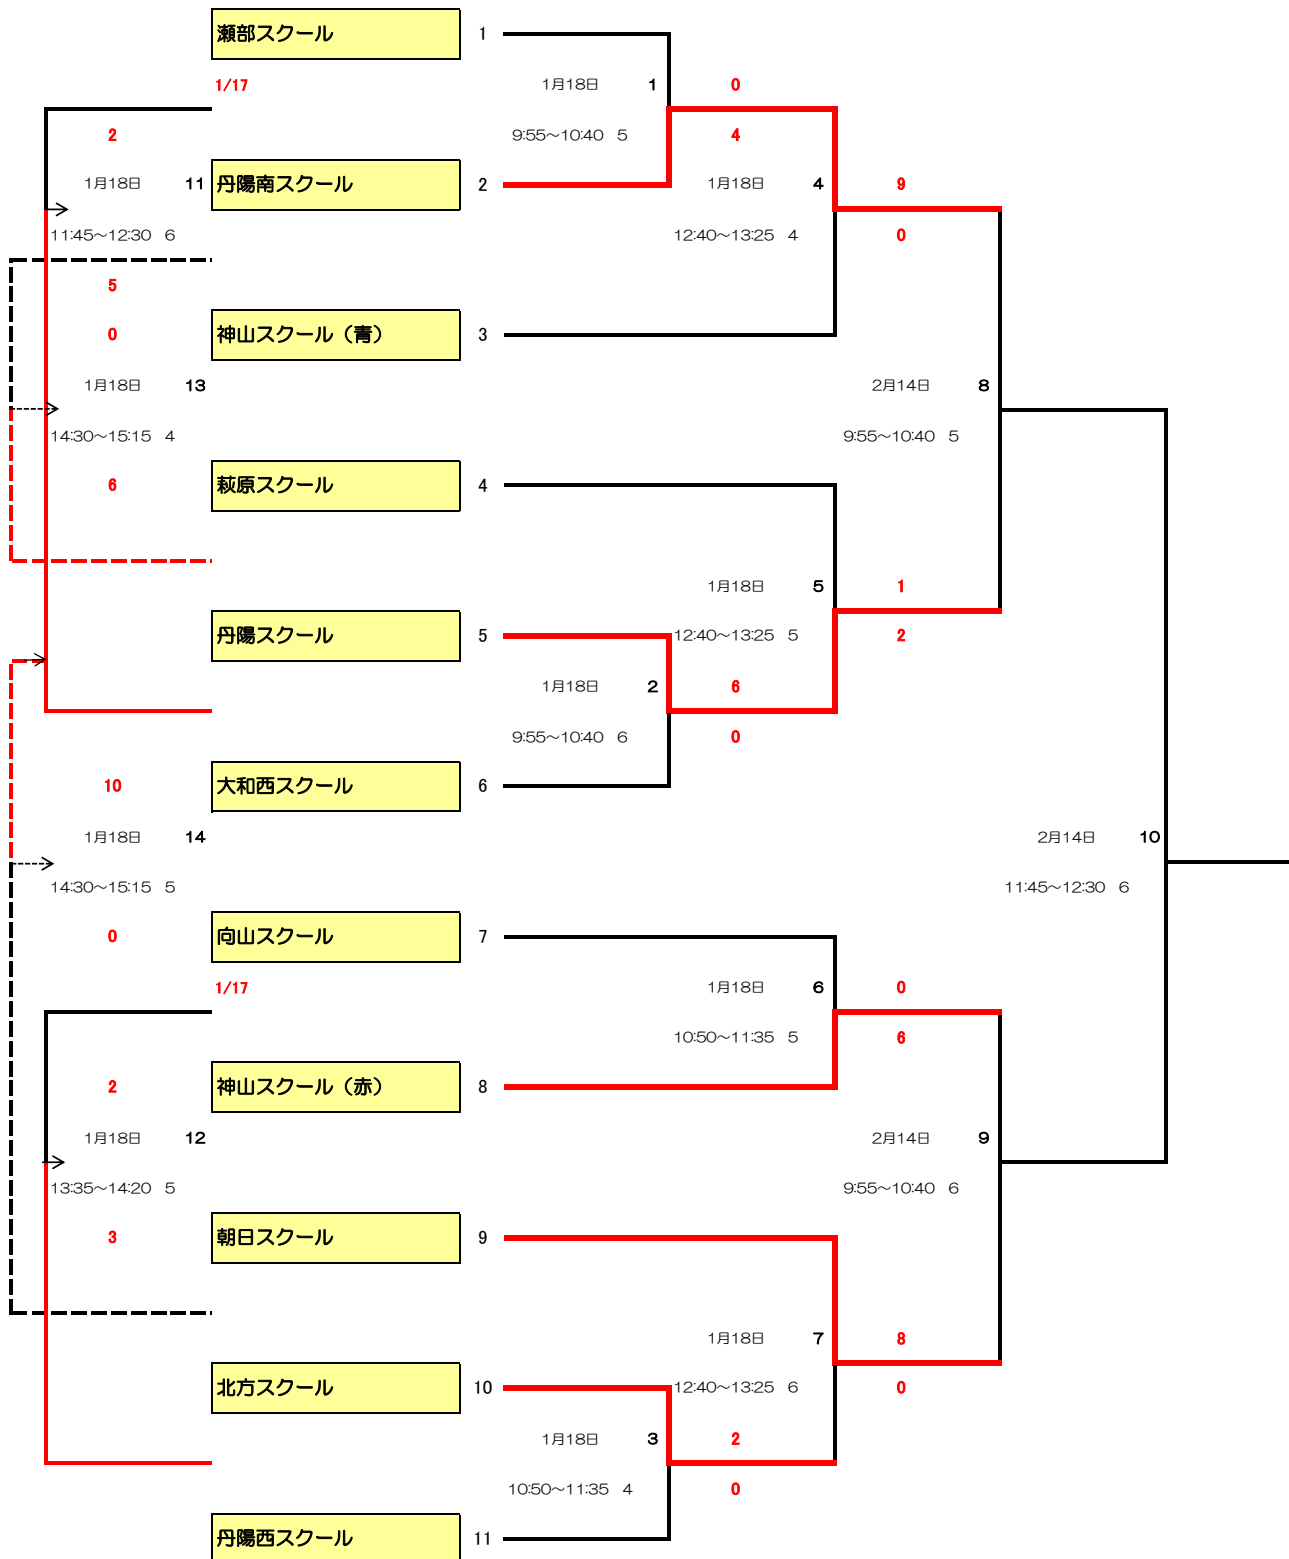 瀬部スクール 1
1/17 1月18日 1 0
2 9:55～10:40 5 4
1月18日 11 丹陽南スクール 2 1月18日 4 9
11:45～12:30 6 12:40～13:25 4 0
5
0 神山スクール（青） 3
1月18日 13 2月14日 8
14:30～15:15 4 9:55～10:40 5
6 萩原スクール 4
1月18日 5 1
丹陽スクール 5 12:40～13:25 5 2
1月18日 2 6
9:55～10:40 6 0
10 大和西スクール 6
1月18日 14 2月14日 10
14:30～15:15 5 11:45～12:30 6
0 向山スクール 7
1/17 1月18日 6 0
10:50～11:35 5 6
2 神山スクール（赤） 8
1月18日 12 2月14日 9
13:35～14:20 5 9:55～10:40 6
3 朝日スクール 9
1月18日 7 8
北方スクール 10 12:40～13:25 6 0
1月18日 3 2
10:50～11:35 4 0
丹陽西スクール 11